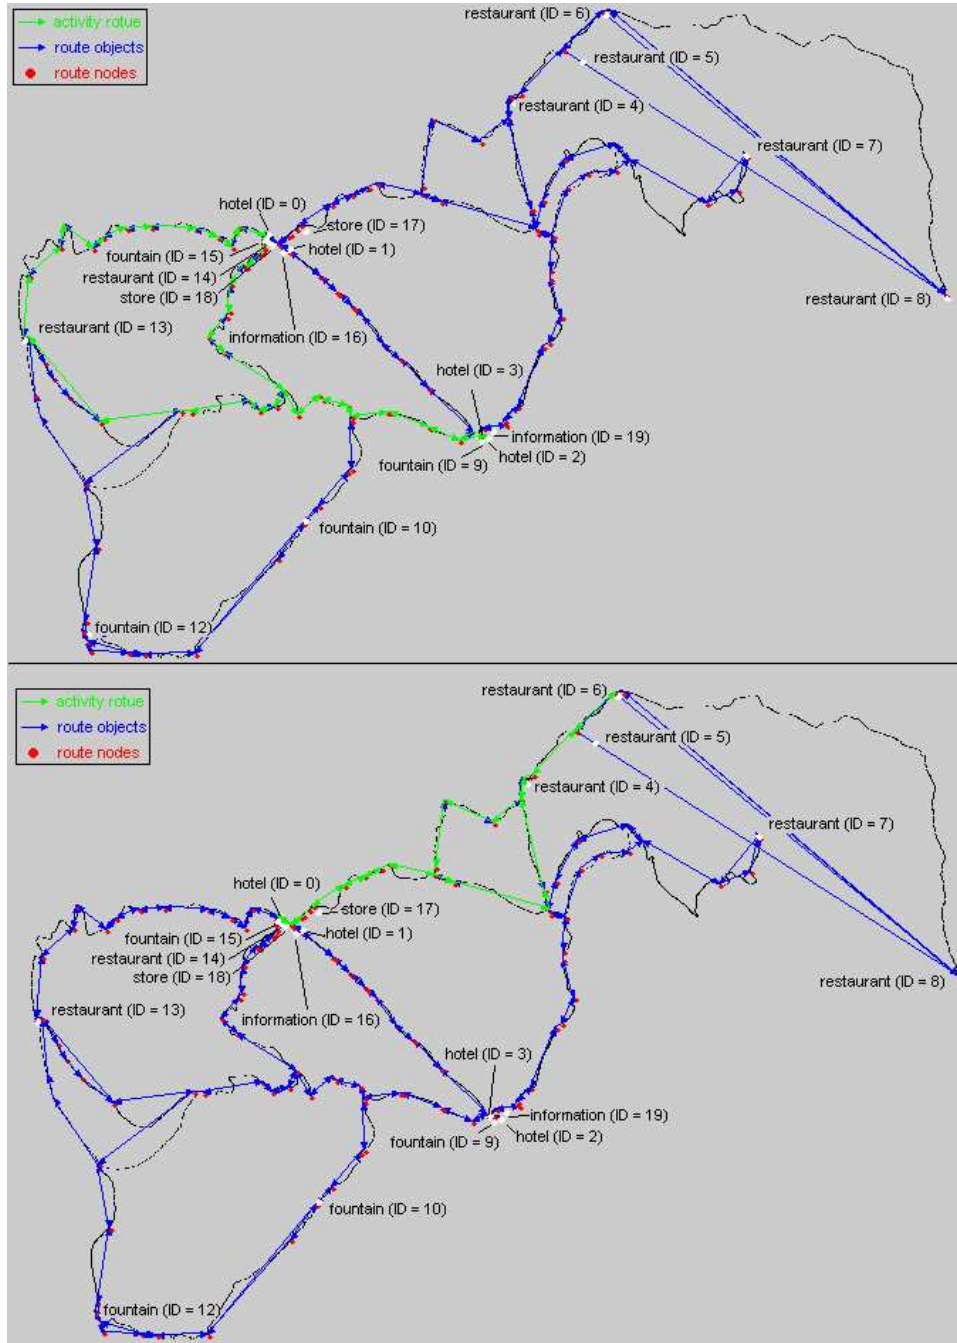 restaurant (ID = 6)
activity rotue
route objects
route nodes
restaurant (ID = 5)
restaurant (ID = 4)
restaurant (ID = 7)
hotel (ID = 0)
store (ID = 17)
fountain (ID = 15)
hotel (ID = 1)
restaurant (ID = 14)
store (ID = 18)
restaurant (ID = 8)
restaurant (ID = 13)
information (ID = 16)
hotel (ID = 3)
information (ID = 19)
hotel (ID = 2)
fountain (ID = 9)
fountain (ID = 10)
fountain (ID = 12)
restaurant (ID = 6)
activity rotue
route objects
route nodes
restaurant (ID = 5)
restaurant (ID = 4)
restaurant (ID = 7)
hotel (ID = 0)
store (ID = 17)
hotel (ID = 1)
fountain (ID = 15)
restaurant (ID = 14)
store (ID = 18)
restaurant (ID = 8)
restaurant (ID = 13)
information (ID = 16)
hotel (ID = 3)
information (ID = 19)
hotel (ID = 2)
fountain (ID = 9)
fountain (ID = 10)
fountain (ID = 12)